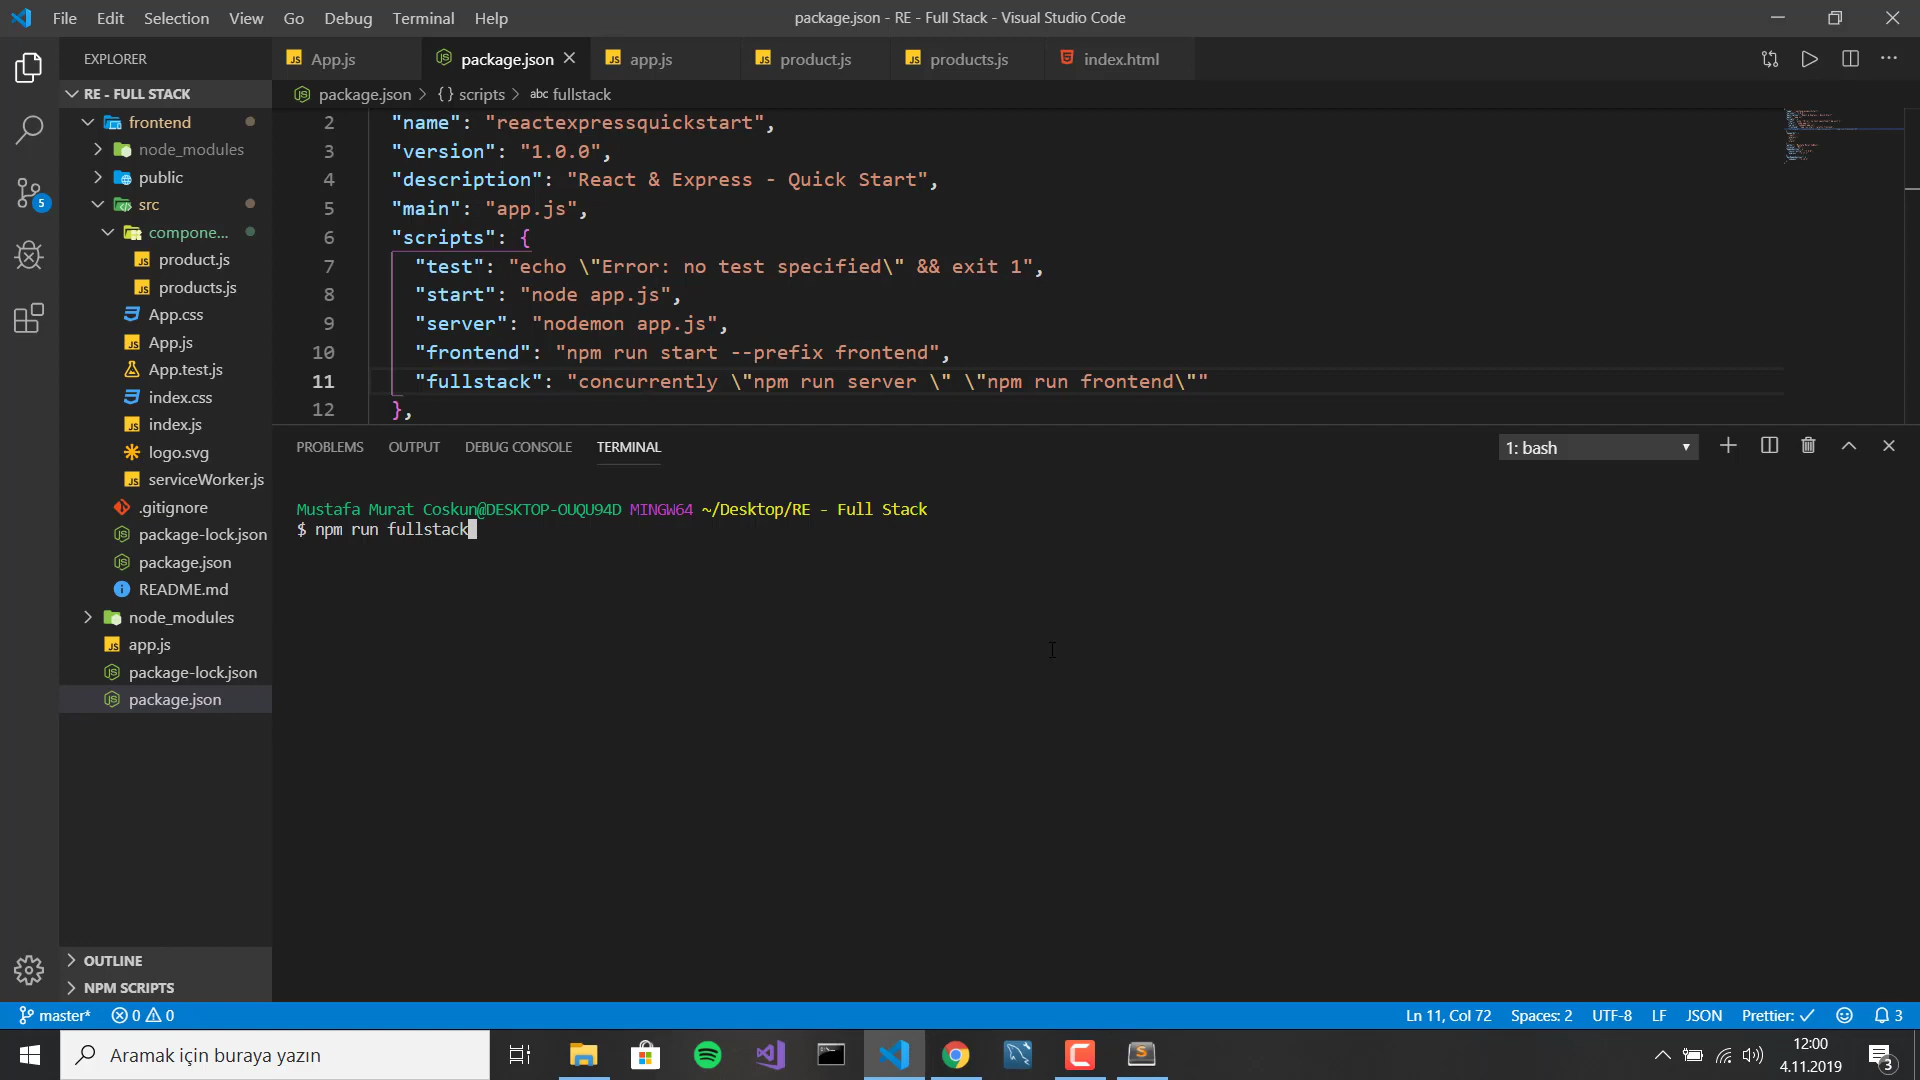 File Edit Selection View Go Debug Terminal Help
package.json - RE - Full Stack - Visual Studio Code
EXPLORER
App.js
package.json
app.js
product.js
products.js
index.html
RE - FULL STACK
package.json > {} scripts > abc fullstack
frontend
node_modules
public
src
compone...
product.js
products.js
App.css
App.js
App.test.js
index.css
index.js
logo.svg
serviceWorker.js
.gitignore
package-lock.json
package.json
README.md
node_modules
app.js
package-lock.json
package.json
OUTLINE
NPM SCRIPTS
5
2 "name": "reactexpressquickstart",
3 "version": "1.0.0",
4 "description": "React & Express - Quick Start",
5 "main": "app.js",
6 "scripts": {
7 "test": "echo \"Error: no test specified\" && exit 1",
8 "start": "node app.js",
9 "server": "nodemon app.js",
10 "frontend": "npm run start --prefix frontend",
11 "fullstack": "concurrently \"npm run server \" \"npm run frontend\""
12 },
PROBLEMS OUTPUT DEBUG CONSOLE TERMINAL
1: bash
Mustafa Murat Coskun@DESKTOP-OUQU94D MINGW64 ~/Desktop/RE - Full Stack
$ npm run fullstack
master* 0 0
Ln 11, Col 72 Spaces: 2 UTF-8 LF JSON Prettier: ✓ 3
Aramak için buraya yazın
12:00
4.11.2019
3